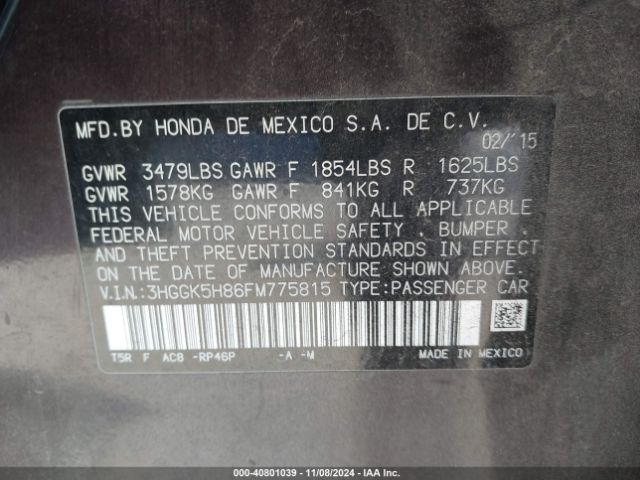 MFD.BY HONDA DE MEXICO S.A. DE C.V.
02/'15
GVWR 3479LBS GAWR F 1854LBS R 1625LBS
GVWR 1578KG GAWR F 841KG R 737KG
THIS VEHICLE CONFORMS TO ALL APPLICABLE
FEDERAL MOTOR VEHICLE SAFETY , BUMPER ,
AND THEFT PREVENTION STANDARDS IN EFFECT
ON THE DATE OF MANUFACTURE SHOWN ABOVE.
V.I.N.:3HGGK5H86FM775815 TYPE:PASSENGER CAR
T5R F AC8 -RP46P -A -M MADE IN MEXICO
000-40801039 - 11/08/2024 - IAA Inc.